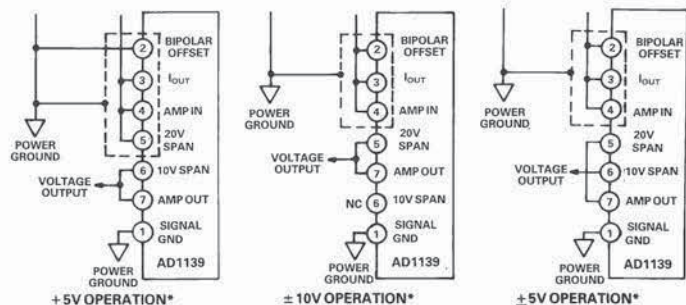 2 BIPOLAR OFFSET
3 IOUT
4 AMP IN
5 20V SPAN
POWER GROUND
6 10V SPAN
VOLTAGE OUTPUT
7 AMP OUT
1 SIGNAL GND
POWER GROUND
AD1139
+5V OPERATION*
2 BIPOLAR OFFSET
3 IOUT
4 AMP IN
POWER GROUND
5 20V SPAN
VOLTAGE OUTPUT
7 AMP OUT
NC 6 10V SPAN
1 SIGNAL GND
POWER GROUND
AD1139
±10V OPERATION*
2 BIPOLAR OFFSET
3 IOUT
4 AMP IN
POWER GROUND
5 20V SPAN
VOLTAGE OUTPUT
6 10V SPAN
7 AMP OUT
1 SIGNAL GND
POWER GROUND
AD1139
±5V OPERATION*